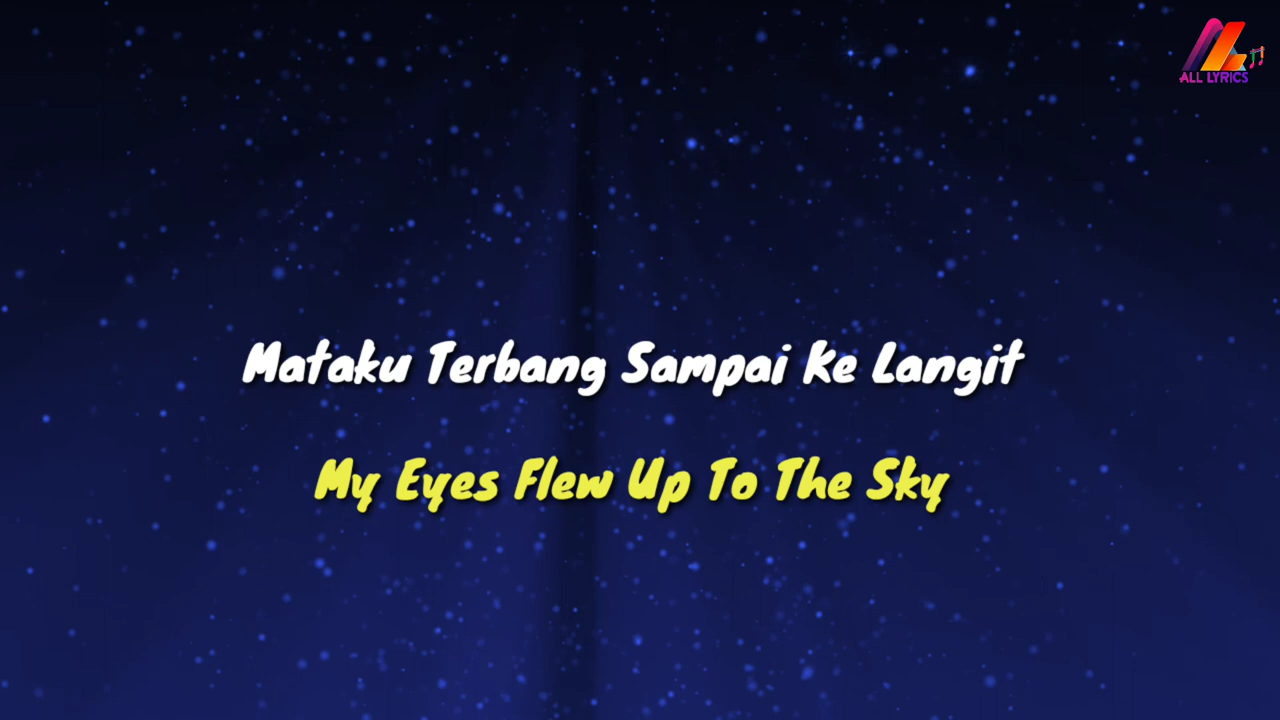 ALL LYRICS
Mataku Terbang Sampai Ke Langit
My Eyes Flew Up To The Sky